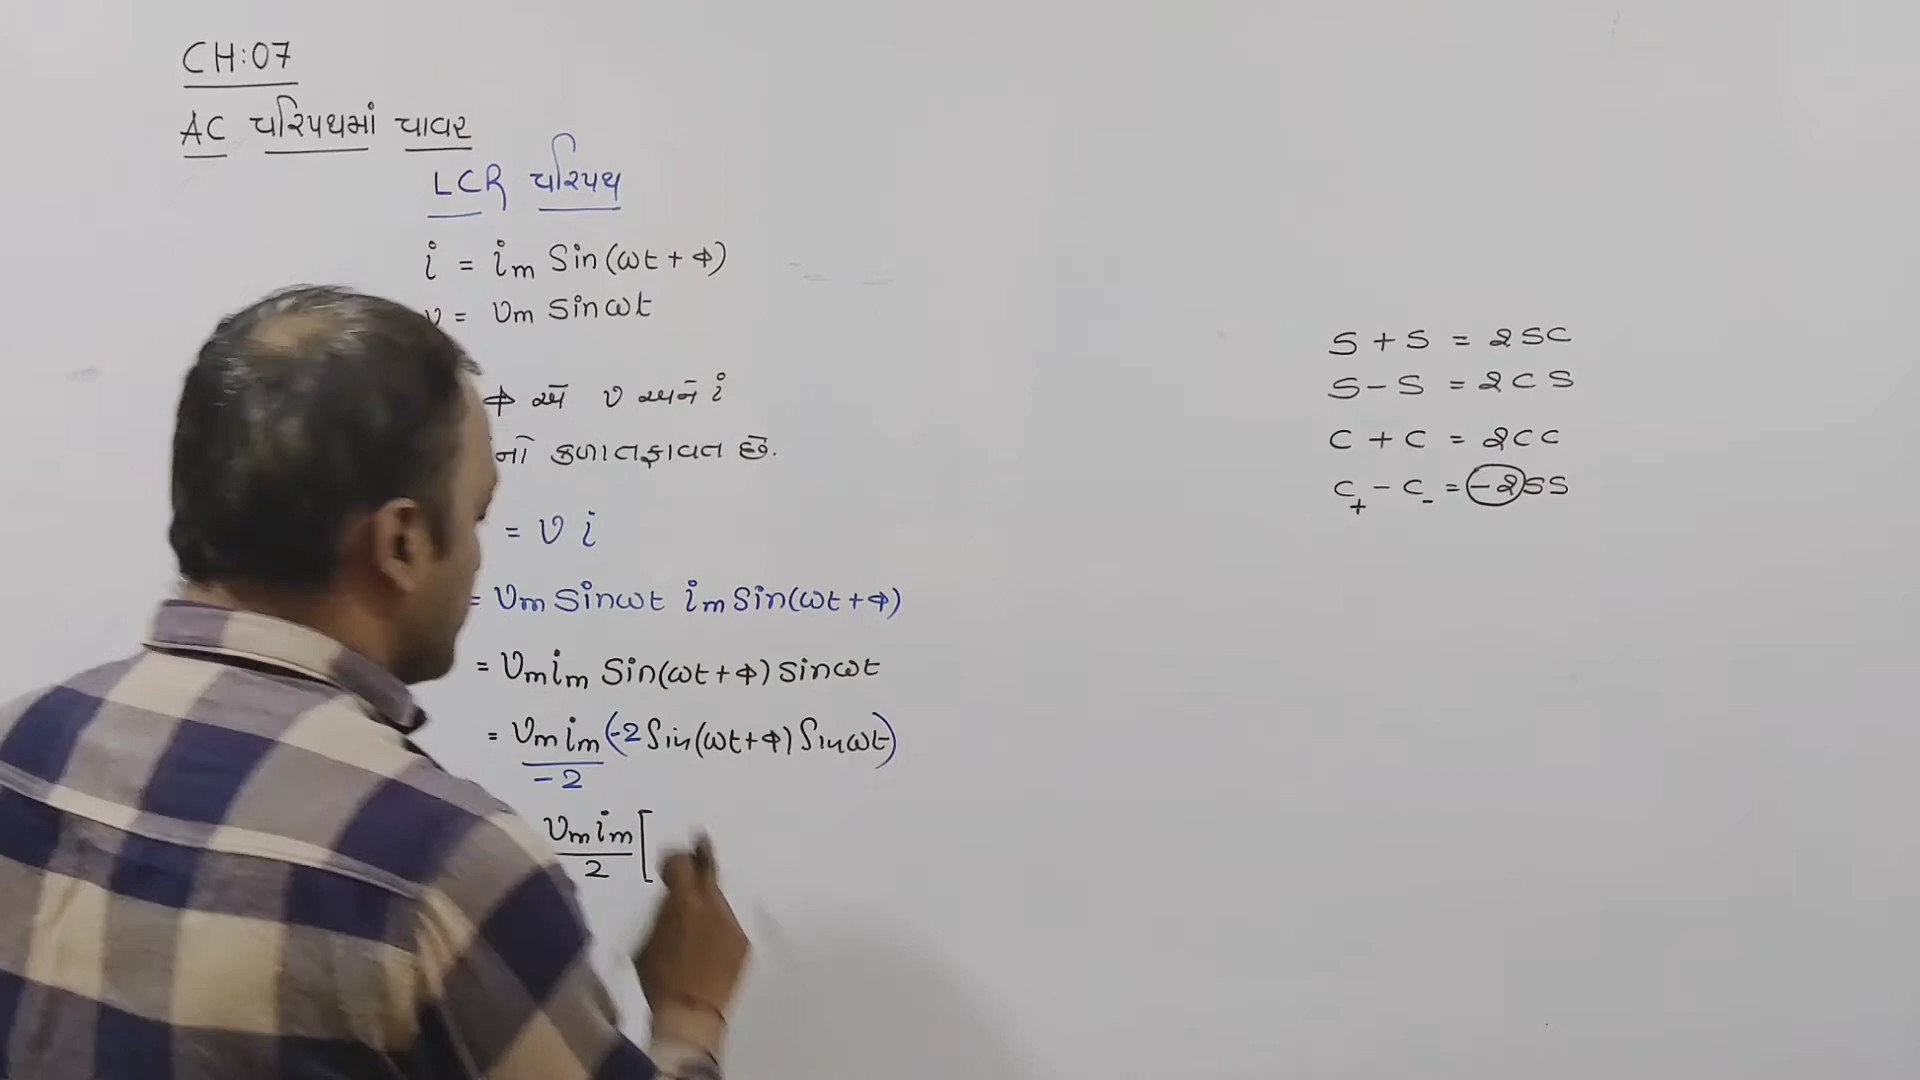 CH:07
AC પરિપથમાં પાવર
LCR પરિપથ
i = im Sin(ωt + φ)
v = vm Sinωt
φ એ v અને i
નો કળા તફાવત છે.
= v i
= vm Sinωt im Sin(ωt + φ)
= vm im Sin(ωt + φ) sinωt
= vm im/-2 (-2 Sin(ωt+φ) Sinωt)
vm im/2 [
S + S = 2SC
S - S = 2CS
C + C = 2CC
C+ - C- = -2SS